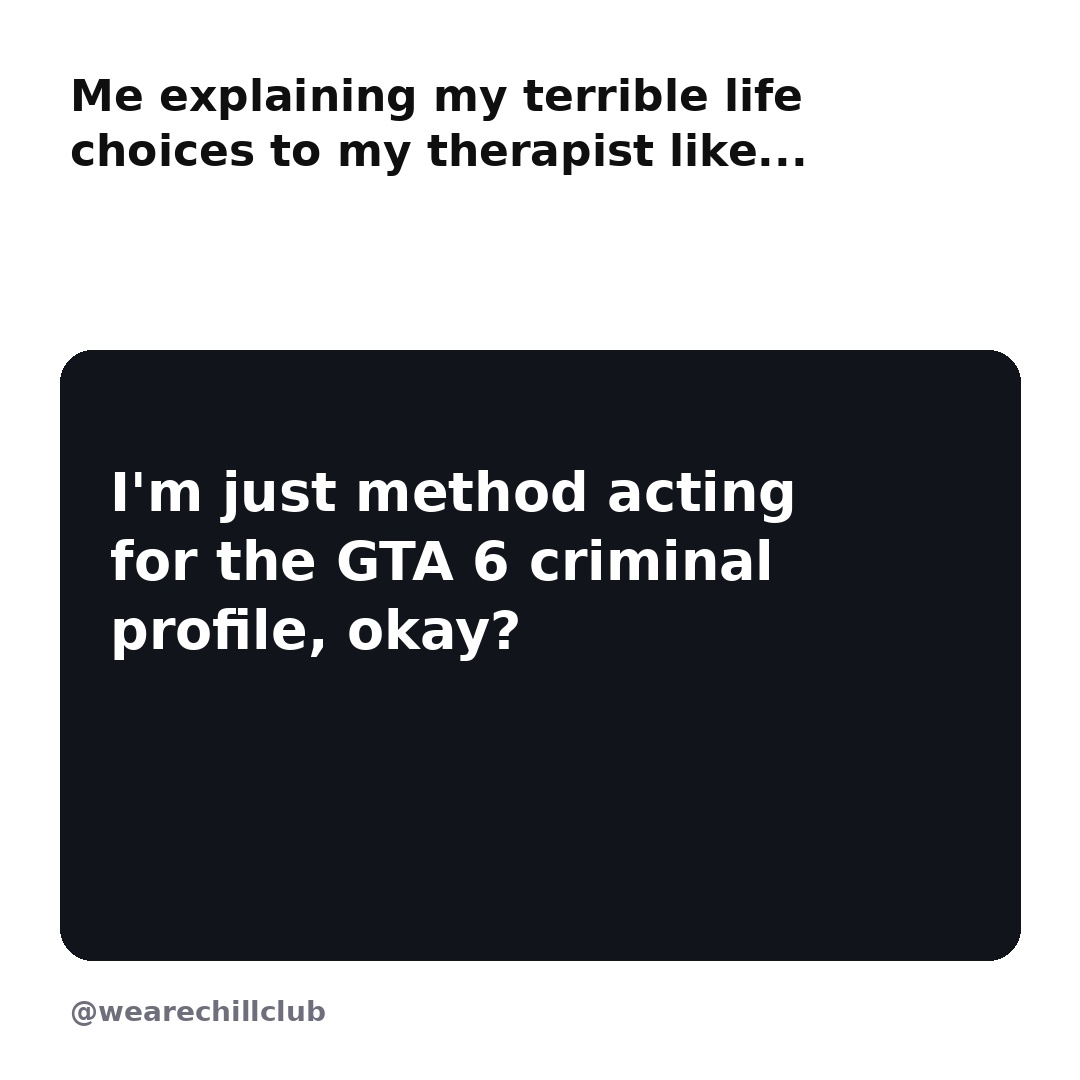 Me explaining my terrible life
choices to my therapist like...
I'm just method acting
for the GTA 6 criminal
profile, okay?
@wearechillclub